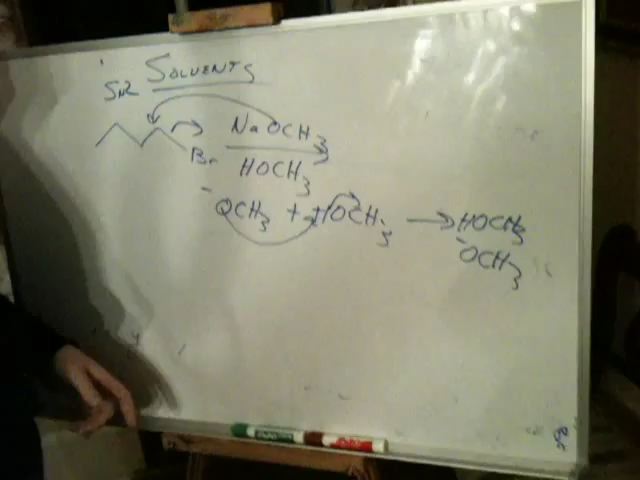 SN2 SOLVENTS
NaOCH3
Br
HOCH3
-OCH3 + HOCH3 → HOCH3
-OCH3